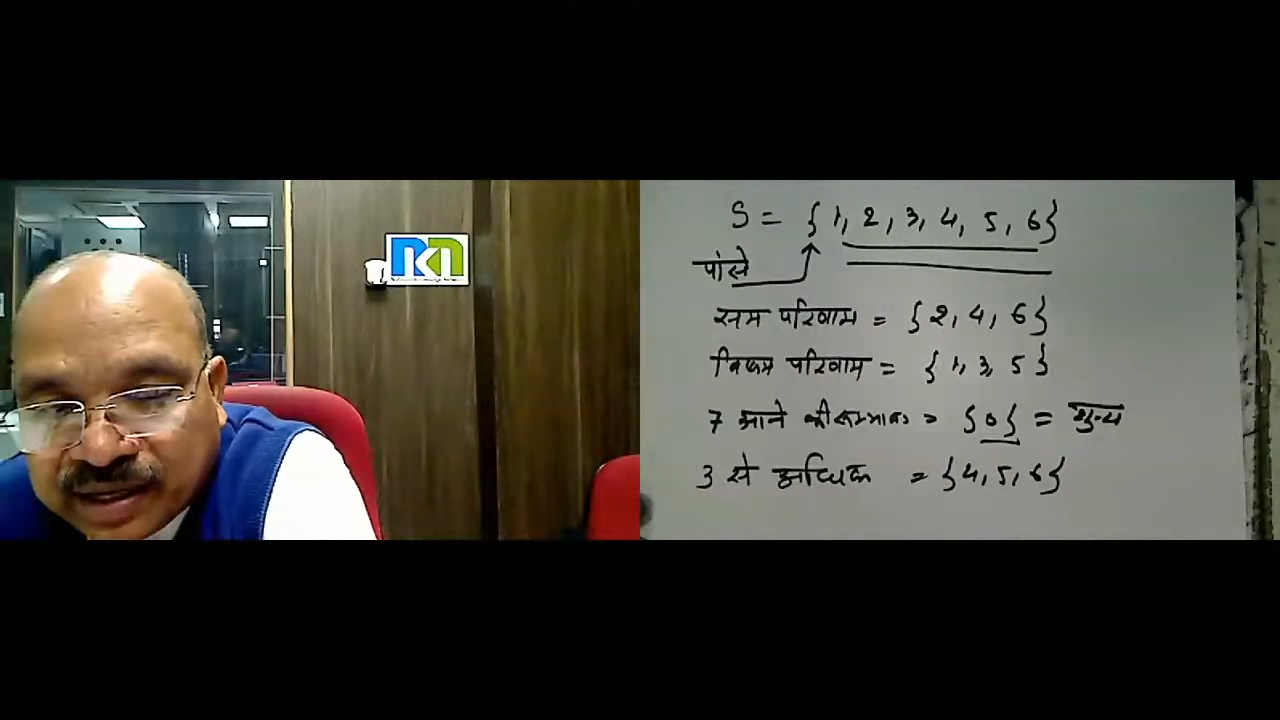 NKN
S = { 1, 2, 3, 4, 5, 6}
पांसे
सम परिणाम = { 2, 4, 6}
विषम परिणाम = { 1, 3, 5 }
7 आने की = {0} = शुन्य
3 से अधिक = {4, 5, 6}